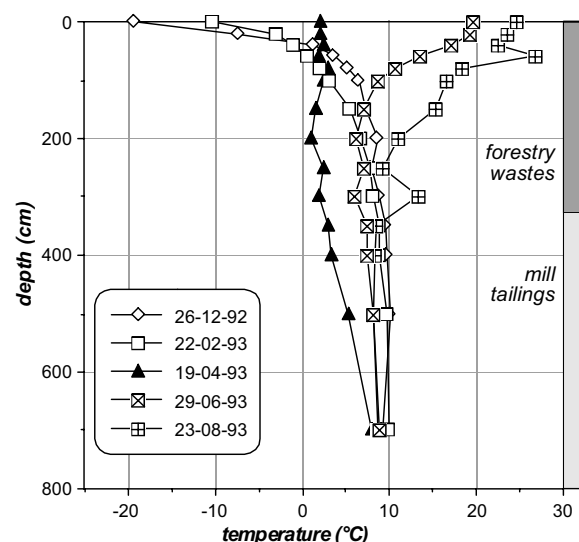 0
200
400
600
800
depth (cm)
forestry
wastes
mill
tailings
26-12-92
22-02-93
19-04-93
29-06-93
23-08-93
-20
-10
0
10
20
30
temperature (°C)